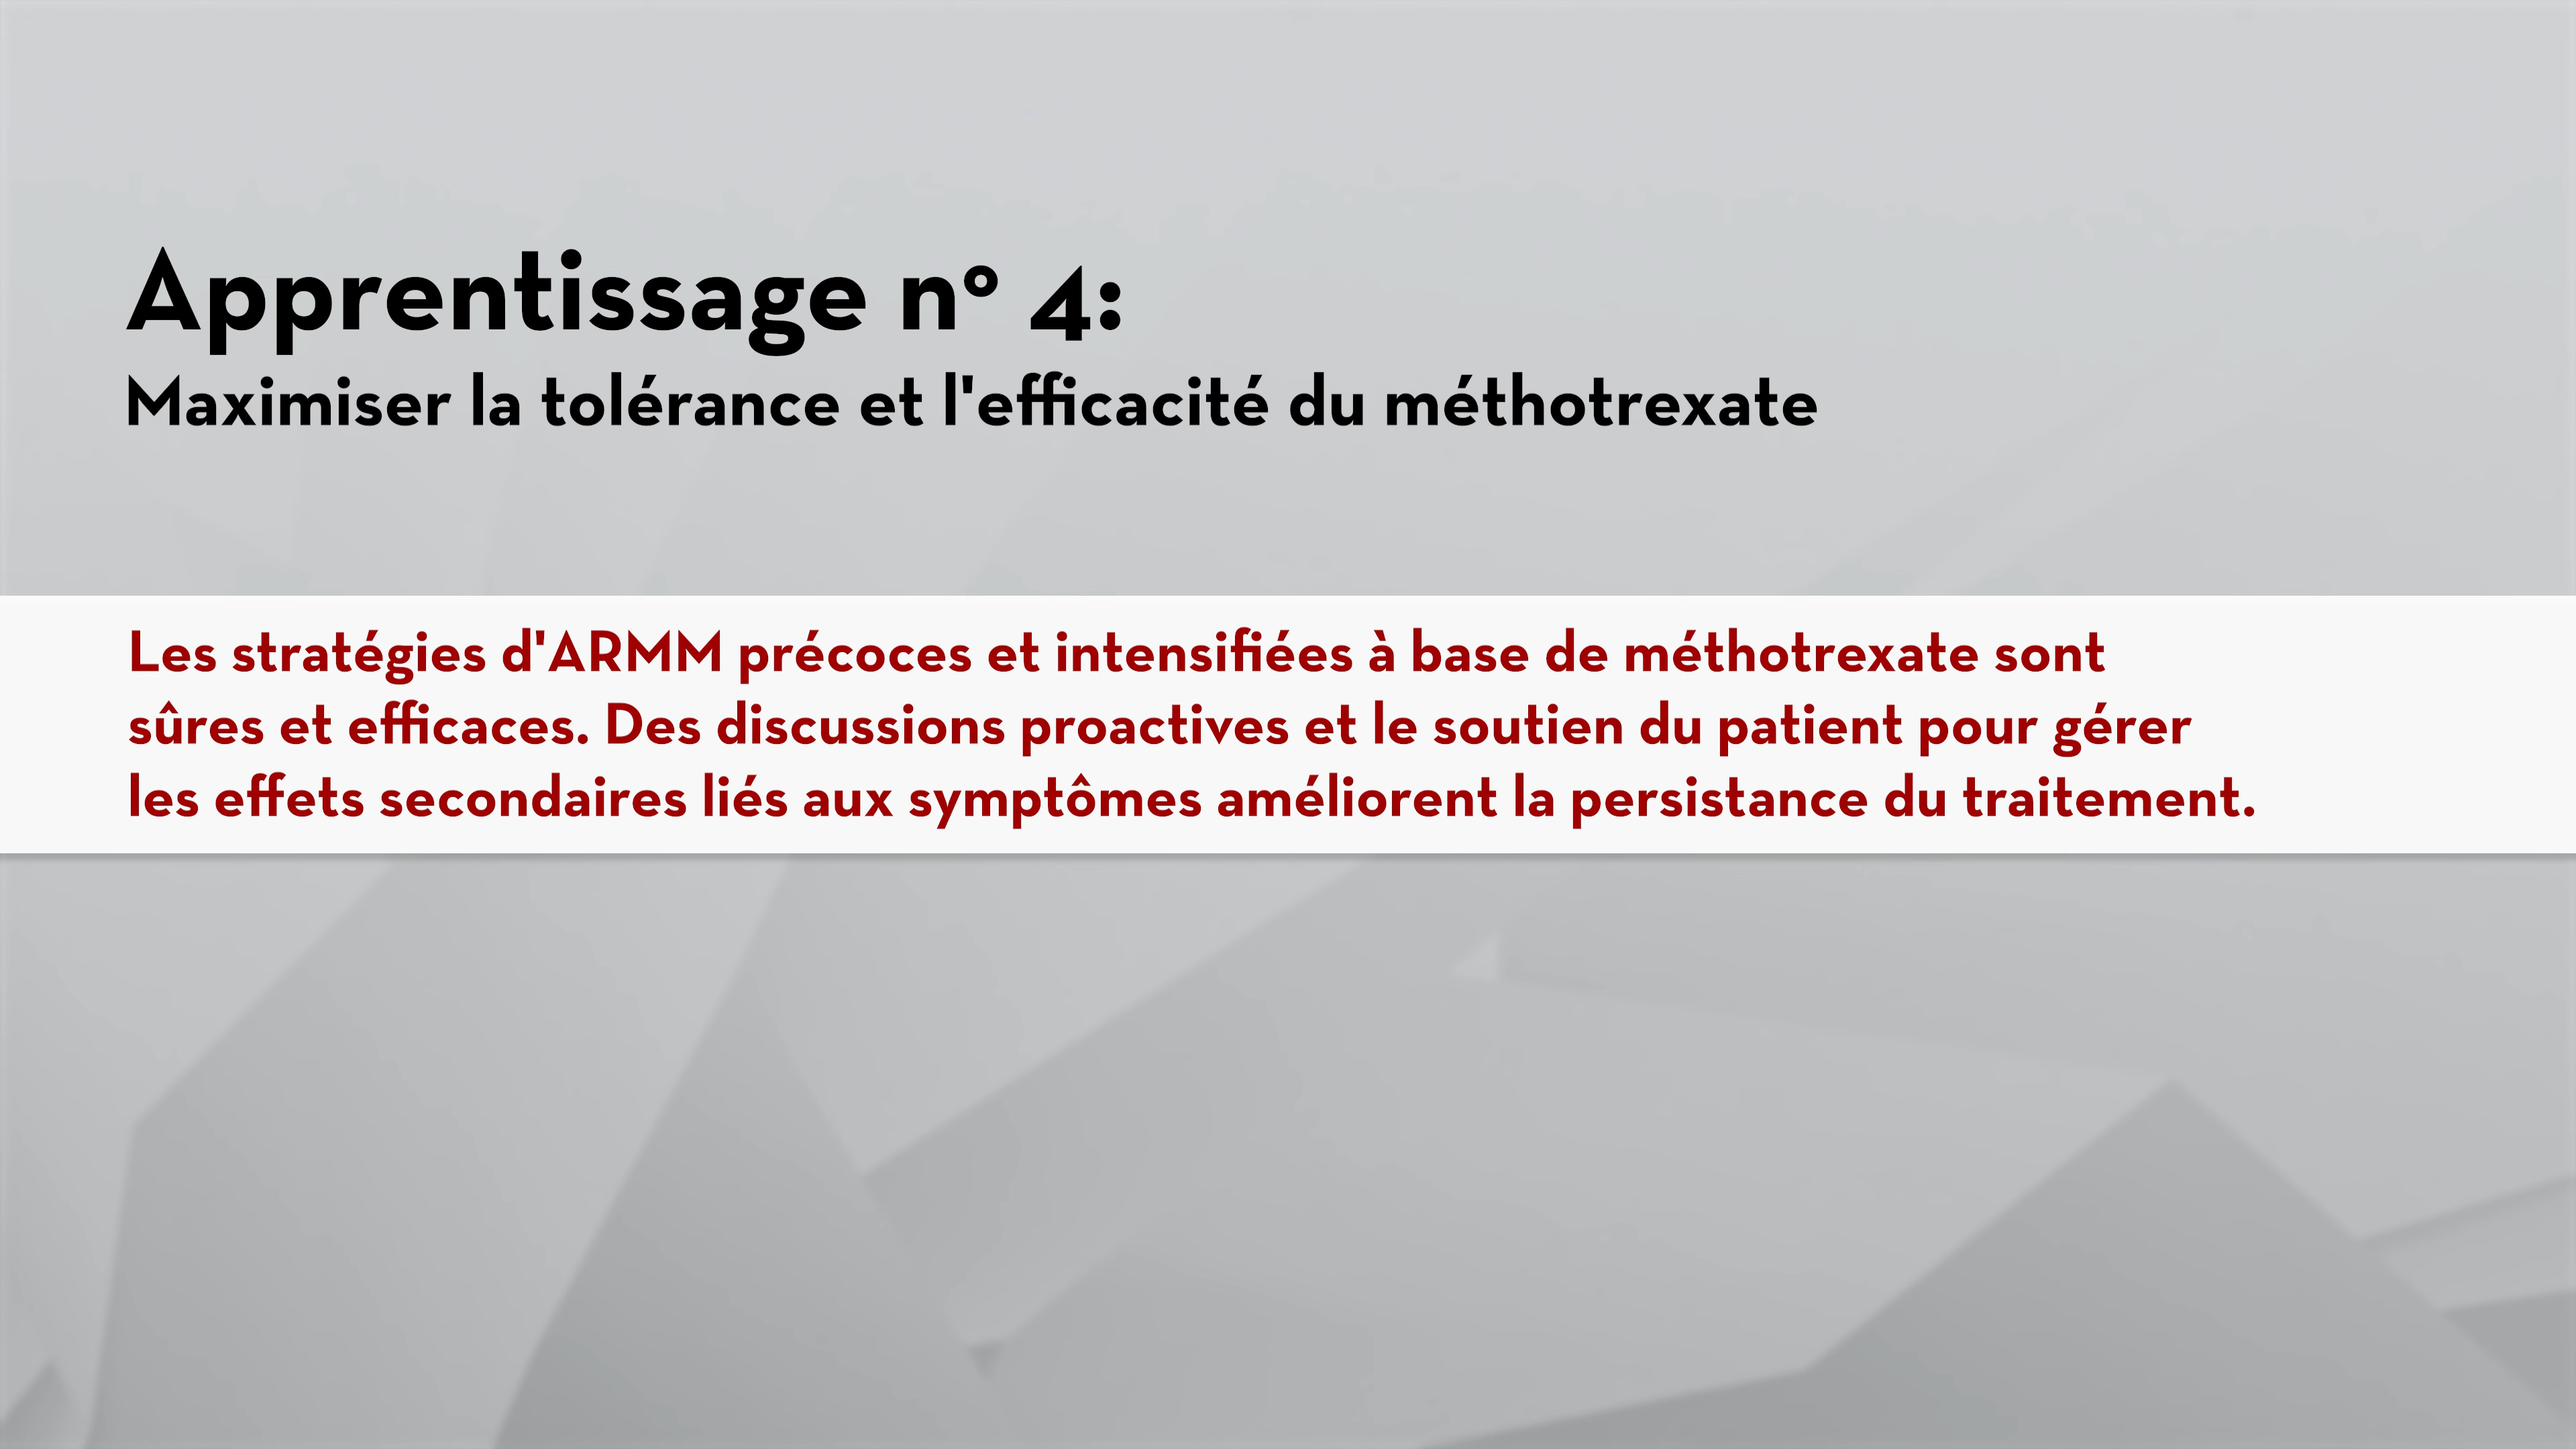 Apprentissage n° 4:
Maximiser la tolérance et l'efficacité du méthotrexate
Les stratégies d'ARMM précoces et intensifiées à base de méthotrexate sont
sûres et efficaces. Des discussions proactives et le soutien du patient pour gérer
les effets secondaires liés aux symptômes améliorent la persistance du traitement.